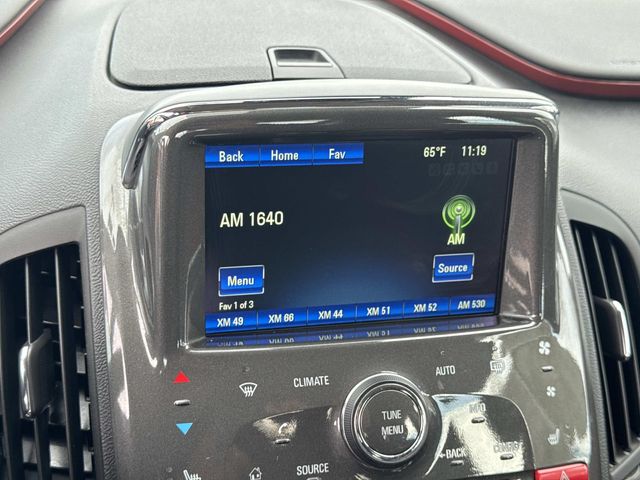 Back Home Fav 65°F 11:19
AM 1640
AM
Menu Source
Fav 1 of 3
XM 49 XM 66 XM 44 XM 51 XM 52 AM 530
CLIMATE AUTO
TUNE
MENU
BACK CONFIG
SOURCE